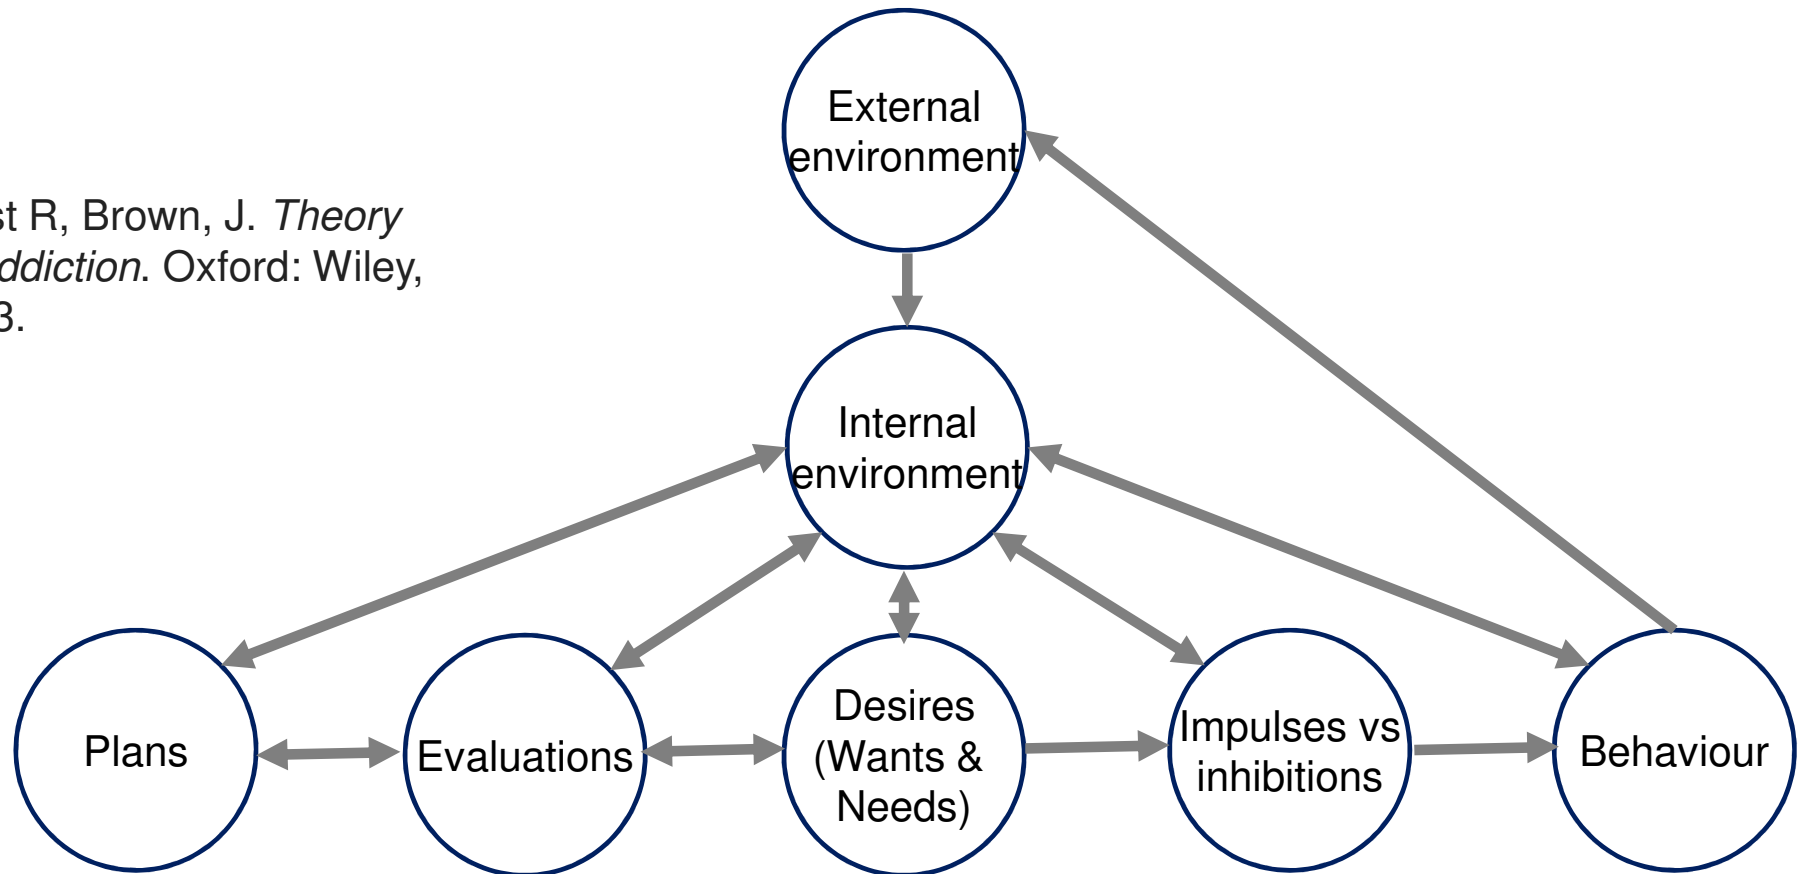 External
environment
st R, Brown, J. Theory
ddiction. Oxford: Wiley,
3.
Internal
environment
Plans
Evaluations
Desires
(Wants &
Needs)
Impulses vs
inhibitions
Behaviour